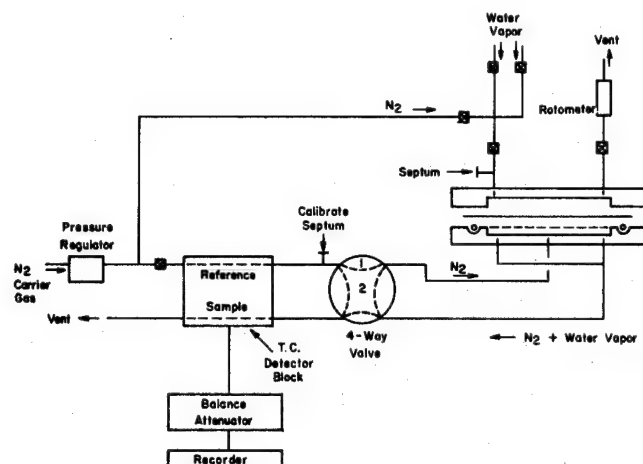 Water
Vapor
Vent
N2
Rotometer
Septum
Calibrate
Septum
Pressure
Regulator
N2
Carrier
Gas
Reference
1
2
N2
Sample
Vent
4-Way
Valve
N2 + Water Vapor
T.C.
Detector
Block
Balance
Attenuator
Recorder